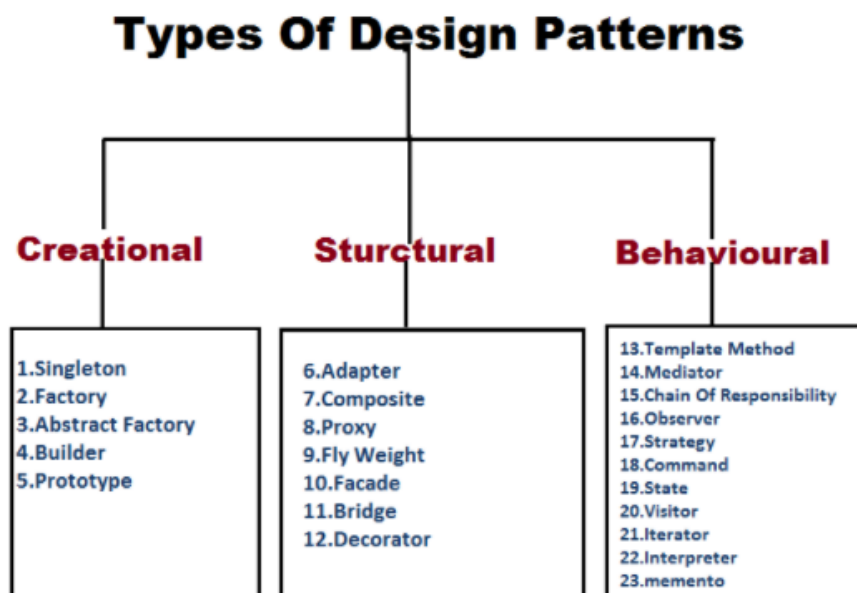 Types Of Design Patterns
Creational
1.Singleton
2.Factory
3.Abstract Factory
4.Builder
5.Prototype
Sturctural
6.Adapter
7.Composite
8.Proxy
9.Fly Weight
10.Facade
11.Bridge
12.Decorator
Behavioural
13.Template Method
14.Mediator
15.Chain Of Responsibility
16.Observer
17.Strategy
18.Command
19.State
20.Visitor
21.Iterator
22.Interpreter
23.memento